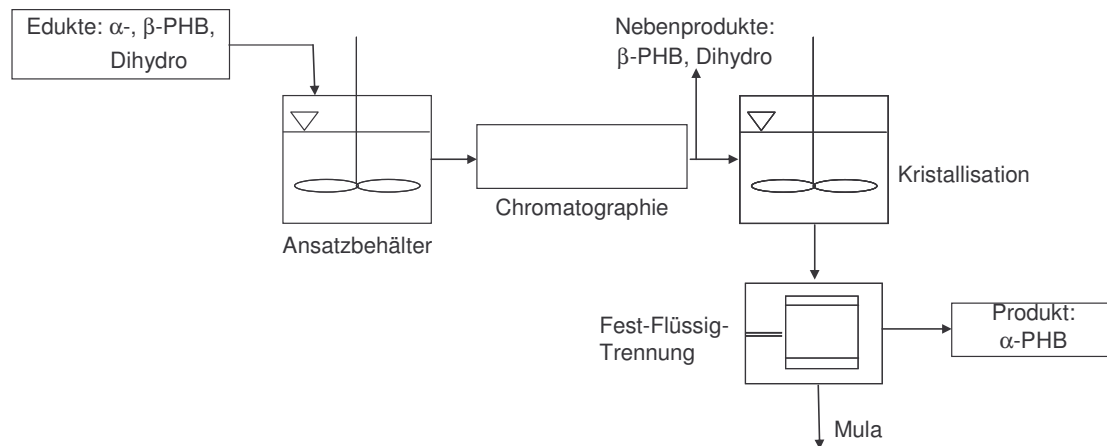 Edukte: α-, β-PHB,
Dihydro
Nebenprodukte:
β-PHB, Dihydro
Ansatzbehälter
Chromatographie
Kristallisation
Fest-Flüssig-
Trennung
Produkt:
α-PHB
Mula